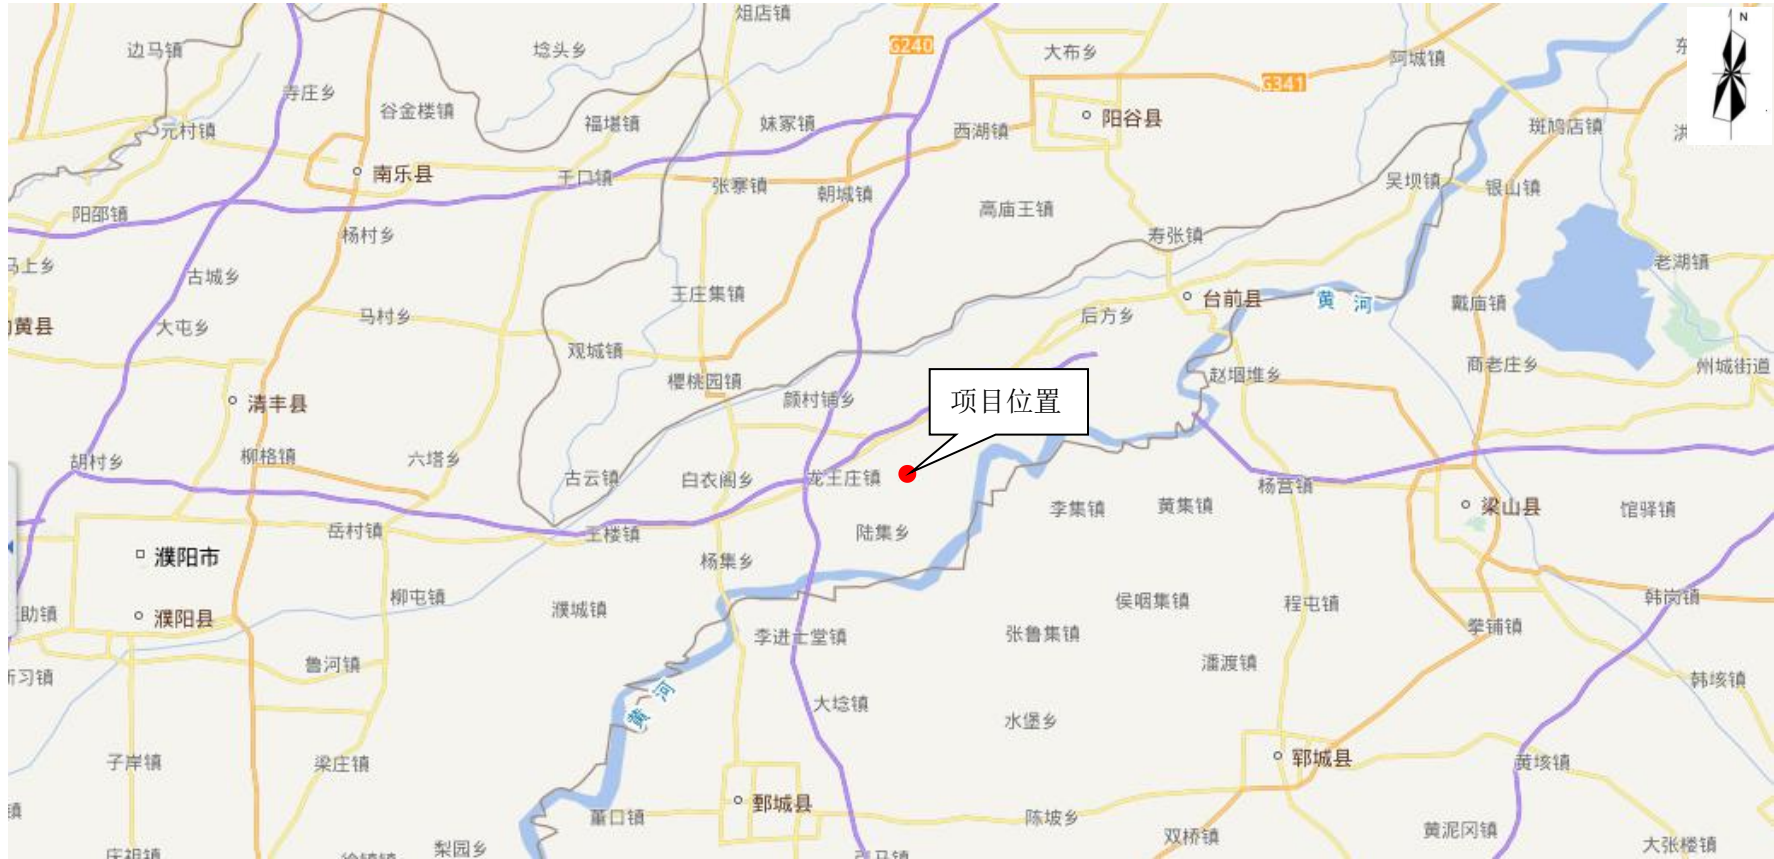 俎店镇
N
边马镇
埝头乡
G240
大布乡
阿城镇
寺庄乡
谷金楼镇
G341
元村镇
福堪镇
妹冢镇
西湖镇
阳谷县
斑鸠店镇
南乐县
千口镇
张寨镇
朝城镇
吴坝镇
银山镇
阳邵镇
高庙王镇
杨村乡
寿张镇
马上乡
古城乡
老湖镇
王庄集镇
台前县
黄河
戴庙镇
黄县
大屯乡
马村乡
后方乡
观城镇
樱桃园镇
赵堌堆乡
商老庄乡
州城街道
清丰县
颜村铺乡
项目位置
胡村乡
柳格镇
六塔乡
古云镇
白衣阁乡
龙王庄镇
杨营镇
李集镇
黄集镇
梁山县
馆驿镇
岳村镇
王楼镇
陆集乡
濮阳市
杨集乡
助镇
濮阳县
柳屯镇
濮城镇
侯咽集镇
程屯镇
韩岗镇
李进士堂镇
张鲁集镇
拳铺镇
习镇
鲁河镇
潘渡镇
韩垓镇
黄河
大埝镇
水堡乡
子岸镇
梁庄镇
郓城县
黄垓镇
鄄城县
镇
董口镇
陈坡乡
双桥镇
黄泥冈镇
大张楼镇
庆祖镇
梨园乡